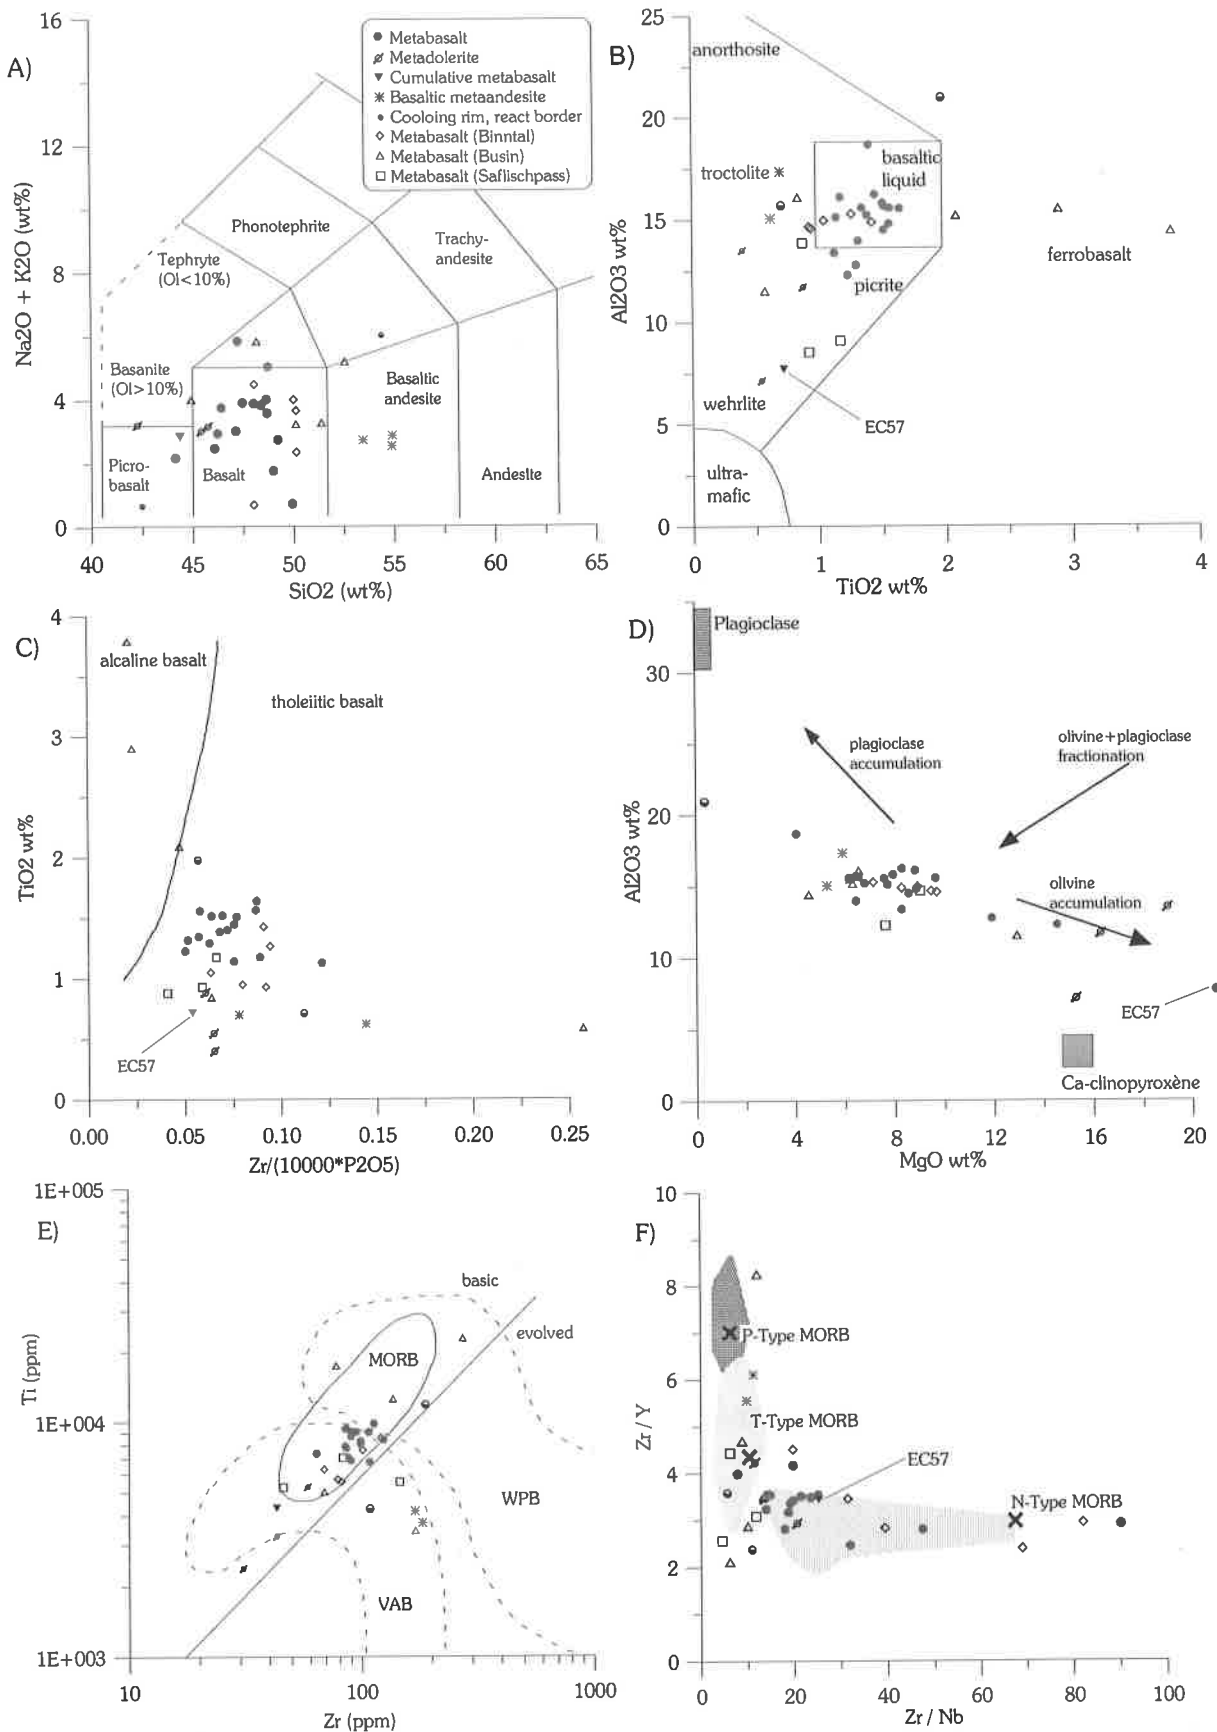 A)
Na2O + K2O (wt%)
16
12
8
4
0
40
45
50
55
60
65
SiO2 (wt%)
Metabasalt
Metadolerite
Cumulative metabasalt
Basaltic metaandesite
Cooloing rim, react border
Metabasalt (Binntal)
Metabasalt (Busin)
Metabasalt (Saflischpass)
Phonotephrite
Trachy-
andesite
Tephryte
(Ol<10%)
Basanite
(Ol>10%)
Basaltic
andesite
Picro-
basalt
Basalt
Andesite
B)
Al2O3 wt%
25
20
15
10
5
0
0
1
2
3
4
TiO2 wt%
anorthosite
troctolite
basaltic
liquid
ferrobasalt
picrite
wehrlite
EC57
ultra-
mafic
C)
TiO2 wt%
4
3
2
1
0
0.00
0.05
0.10
0.15
0.20
0.25
Zr/(10000*P2O5)
alcaline basalt
tholeiitic basalt
EC57
D)
Al2O3 wt%
30
20
10
0
0
4
8
12
16
20
MgO wt%
Plagioclase
plagioclase
accumulation
olivine+plagioclase
fractionation
olivine
accumulation
EC57
Ca-clinopyroxène
E)
Ti (ppm)
1E+005
1E+004
1E+003
10
100
1000
Zr (ppm)
basic
evolved
MORB
WPB
VAB
F)
Zr / Y
10
8
6
4
2
0
0
20
40
60
80
100
Zr / Nb
P-Type MORB
T-Type MORB
EC57
N-Type MORB